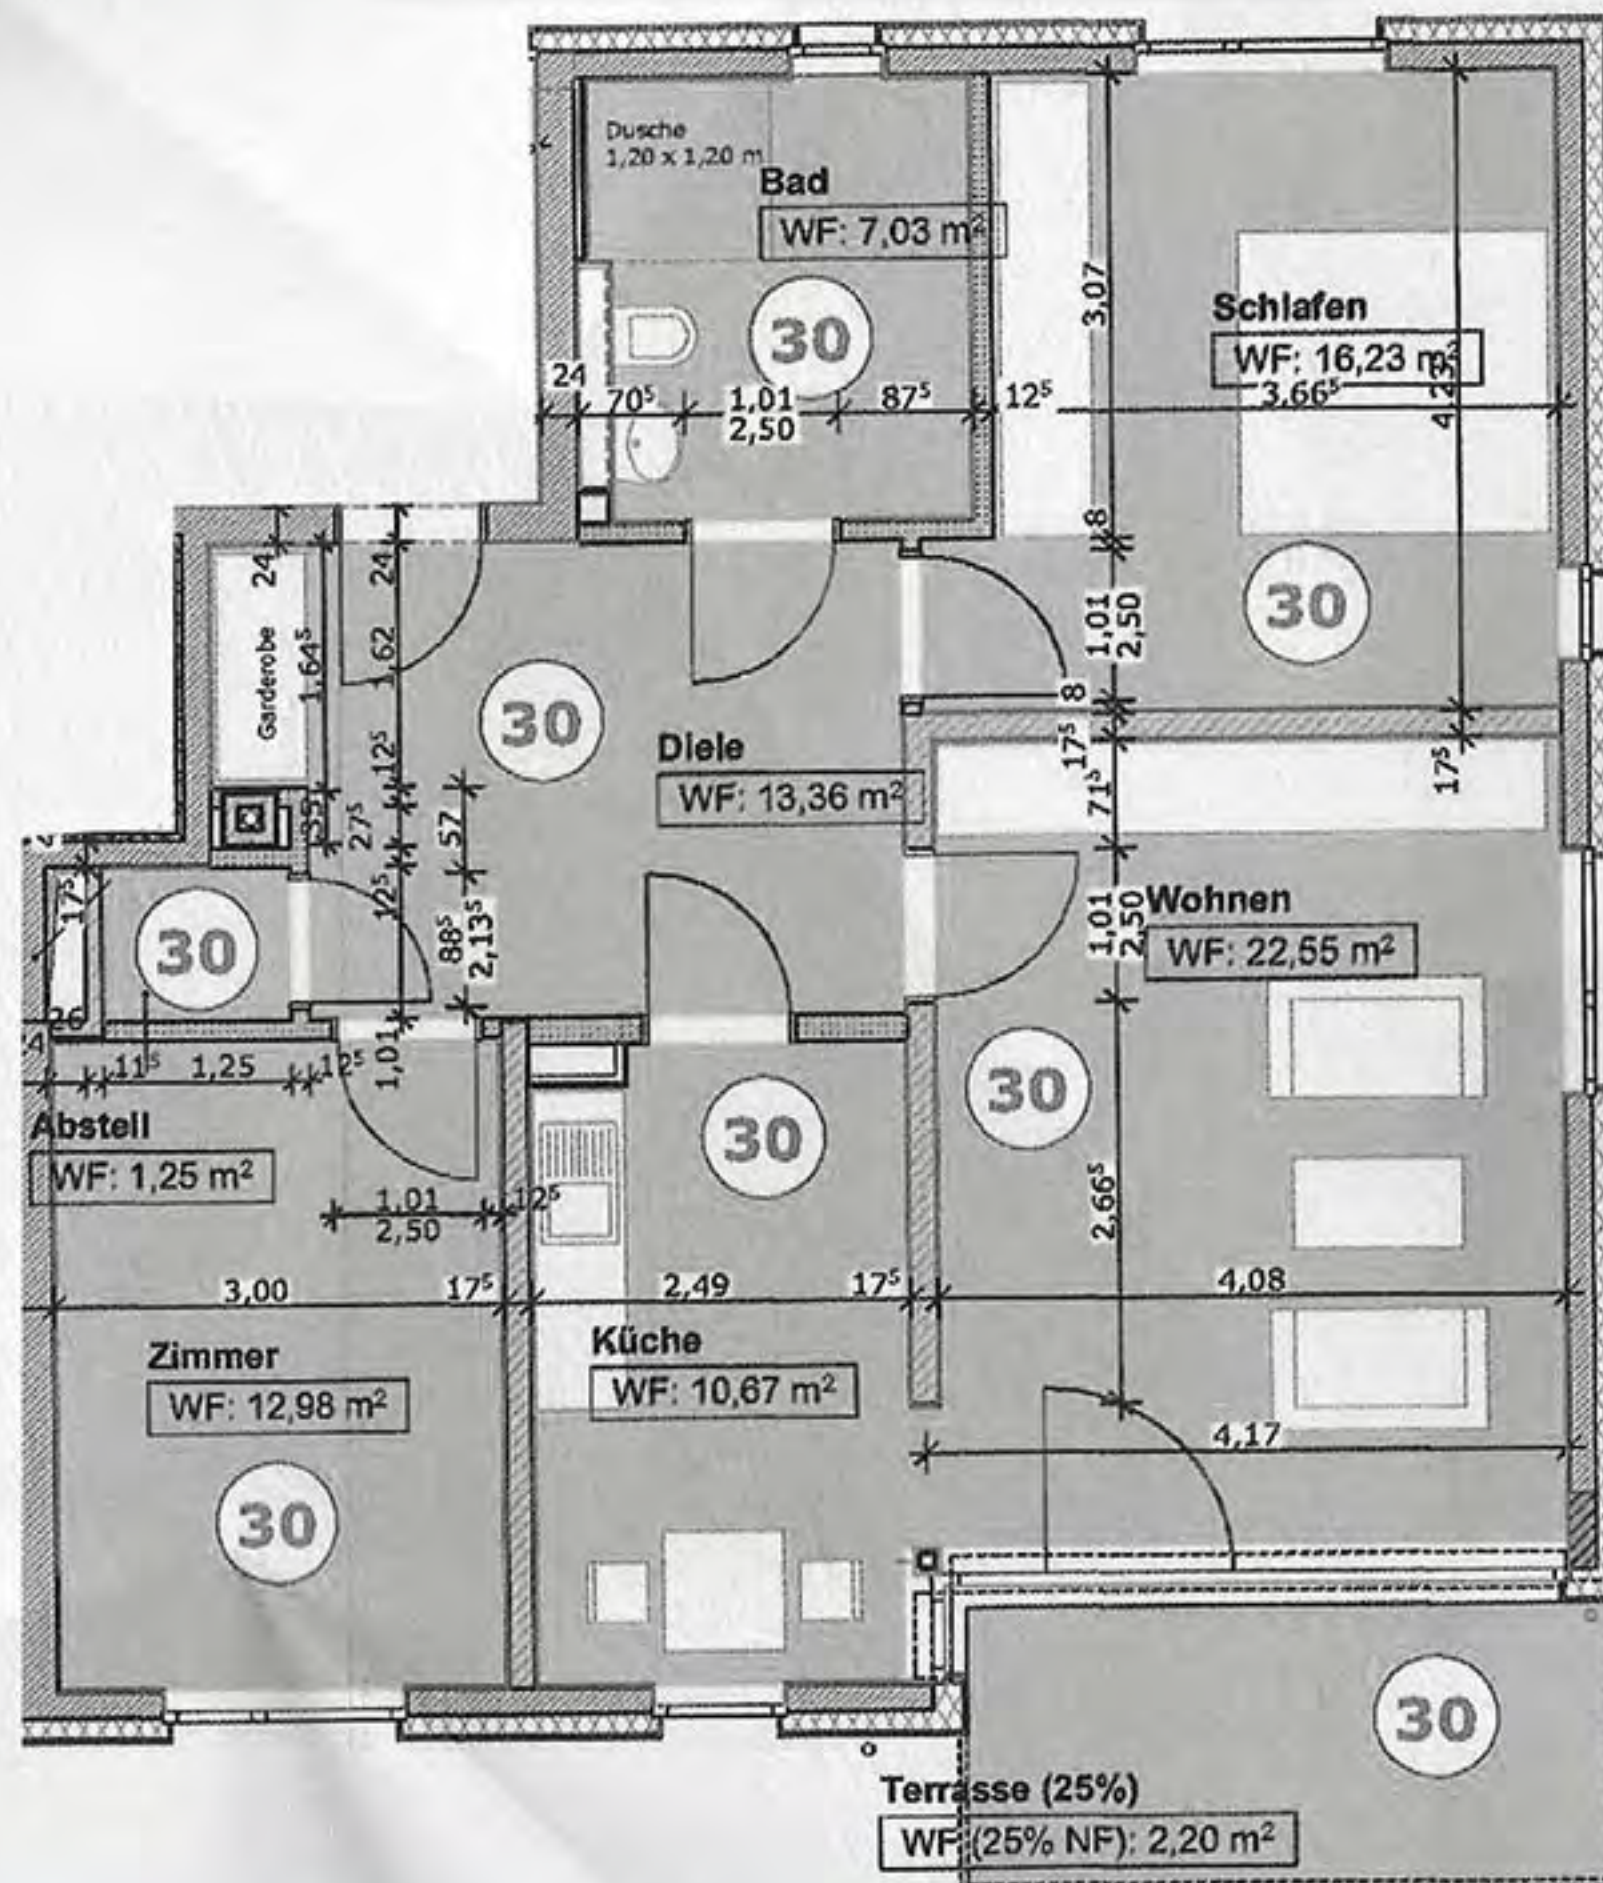 Dusche
1,20 x 1,20 m
Bad
WF: 7,03 m²
30
3,07
Schlafen
WF: 16,23 m²
3,66⁵
24
70⁵
1,01
2,50
87⁵
12⁵
8
30
1,01
2,50
8
24
24
Garderobe
1,64⁵
1,62
30
Diele
WF: 13,36 m²
12⁵
27⁵
57
17⁵
71⁵
17⁵
17⁵
30
12⁵
88⁵
2,13⁵
1,01
2,50
Wohnen
WF: 22,55 m²
26
11⁵
1,25
12⁵
1,01
30
30
Abstell
WF: 1,25 m²
1,01
2,50
12⁵
2,66⁵
3,00
17⁵
2,49
17⁵
4,08
Zimmer
WF: 12,98 m²
Küche
WF: 10,67 m²
4,17
30
30
Terrasse (25%)
WF (25% NF): 2,20 m²